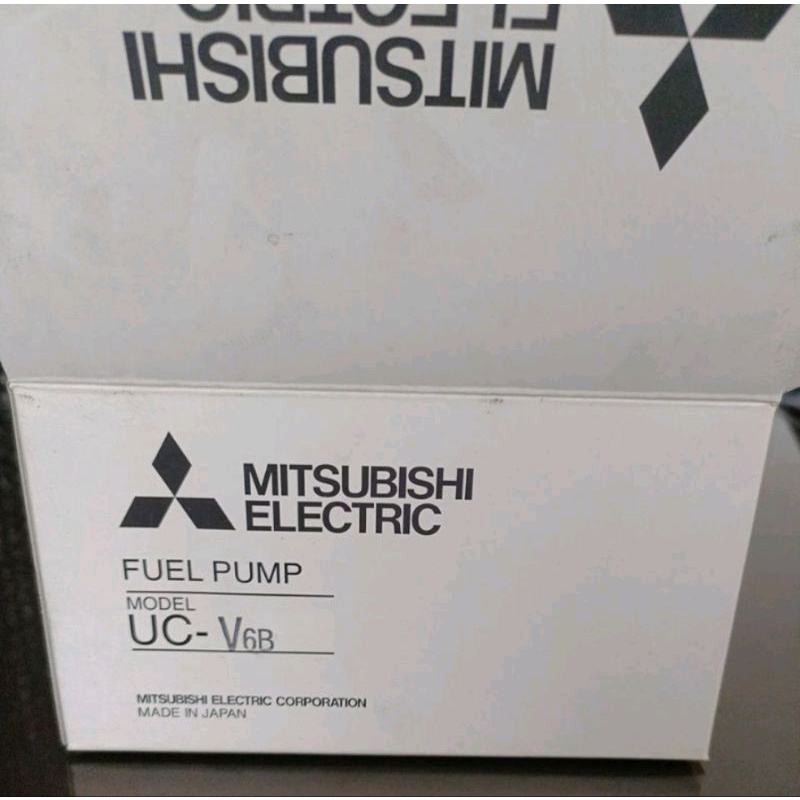 MITSUBISHI
ELECTRIC
MITSUBISHI
ELECTRIC
FUEL PUMP
MODEL
UC-V6B
MITSUBISHI ELECTRIC CORPORATION
MADE IN JAPAN